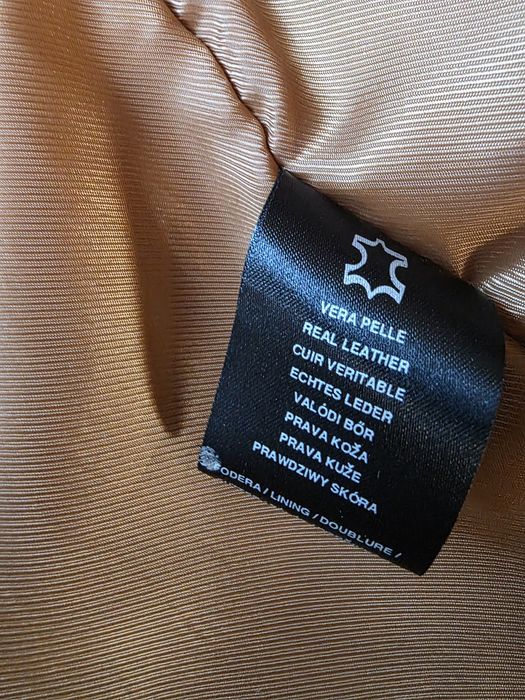 VERA PELLE
REAL LEATHER
CUIR VERITABLE
ECHTES LEDER
VALÓDI BŐR
PRAVA KOŽA
PRAVA KUŽE
PRAWDZIWY SKÓRA
ODERA / LINING / DOUBLURE /